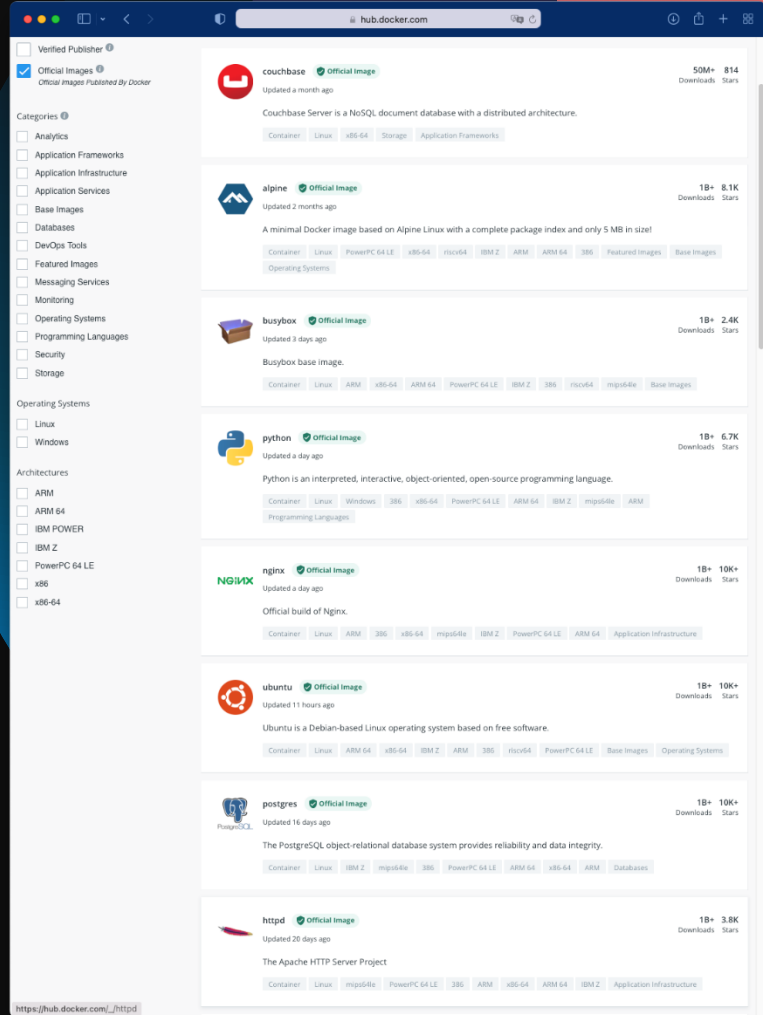 hub.docker.com
Verified Publisher
Official Images
Official Images Published By Docker
Categories
Analytics
Application Frameworks
Application Infrastructure
Application Services
Base Images
Databases
DevOps Tools
Featured Images
Messaging Services
Monitoring
Operating Systems
Programming Languages
Security
Storage
Operating Systems
Linux
Windows
Architectures
ARM
ARM 64
IBM POWER
IBM Z
PowerPC 64 LE
x86
x86-64
couchbase Official Image 50M+ 814
Downloads Stars
Updated a month ago
Couchbase Server is a NoSQL document database with a distributed architecture.
Container Linux x86-64 Storage Application Frameworks
alpine Official Image 1B+ 8.1K
Downloads Stars
Updated 2 months ago
A minimal Docker image based on Alpine Linux with a complete package index and only 5 MB in size!
Container Linux PowerPC 64 LE x86-64 riscv64 IBM Z ARM ARM 64 386 Featured Images Base Images
Operating Systems
busybox Official Image 1B+ 2.4K
Downloads Stars
Updated 3 days ago
Busybox base image.
Container Linux ARM x86-64 ARM 64 PowerPC 64 LE IBM Z 386 riscv64 mips64le Base Images
python Official Image 1B+ 6.7K
Downloads Stars
Updated a day ago
Python is an interpreted, interactive, object-oriented, open-source programming language.
Container Linux Windows 386 x86-64 PowerPC 64 LE ARM 64 IBM Z mips64le ARM
Programming Languages
NGINX
nginx Official Image 1B+ 10K+
Downloads Stars
Updated a day ago
Official build of Nginx.
Container Linux ARM 386 x86-64 mips64le IBM Z PowerPC 64 LE ARM 64 Application Infrastructure
ubuntu Official Image 1B+ 10K+
Downloads Stars
Updated 11 hours ago
Ubuntu is a Debian-based Linux operating system based on free software.
Container Linux ARM 64 x86-64 IBM Z ARM 386 riscv64 PowerPC 64 LE Base Images Operating Systems
PostgreSQL
postgres Official Image 1B+ 10K+
Downloads Stars
Updated 16 days ago
The PostgreSQL object-relational database system provides reliability and data integrity.
Container Linux IBM Z mips64le 386 PowerPC 64 LE ARM 64 x86-64 ARM Databases
httpd Official Image 1B+ 3.8K
Downloads Stars
Updated 20 days ago
The Apache HTTP Server Project
Container Linux mips64le PowerPC 64 LE 386 ARM x86-64 ARM 64 IBM Z Application Infrastructure
https://hub.docker.com/_/httpd